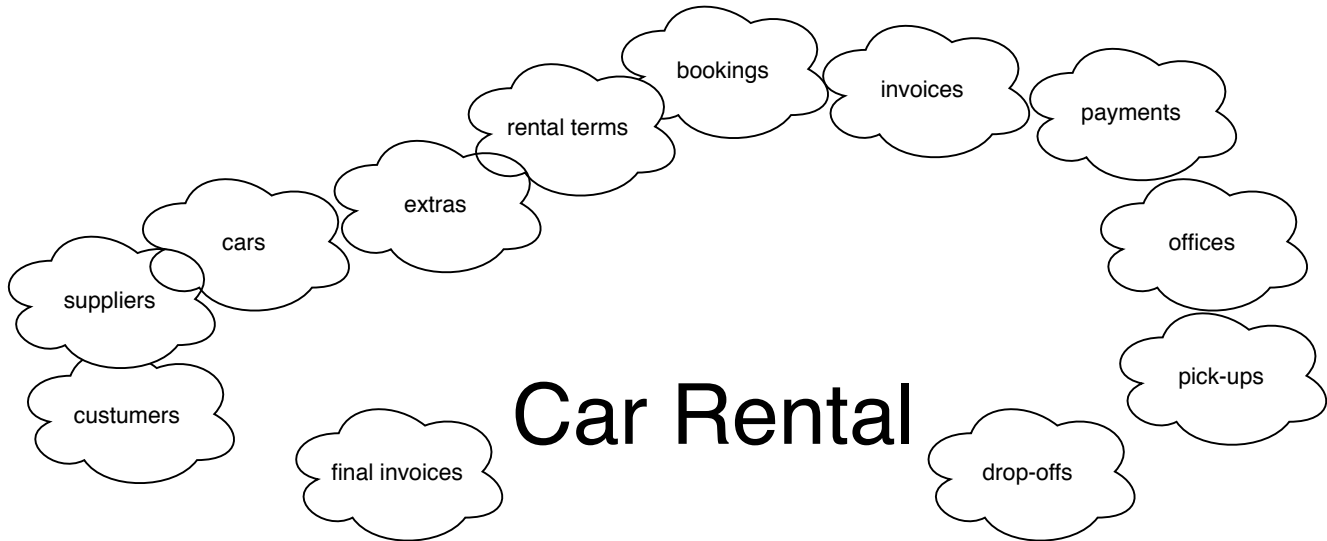 bookings
invoices
payments
rental terms
extras
cars
offices
suppliers
pick-ups
custumers
Car Rental
final invoices
drop-offs